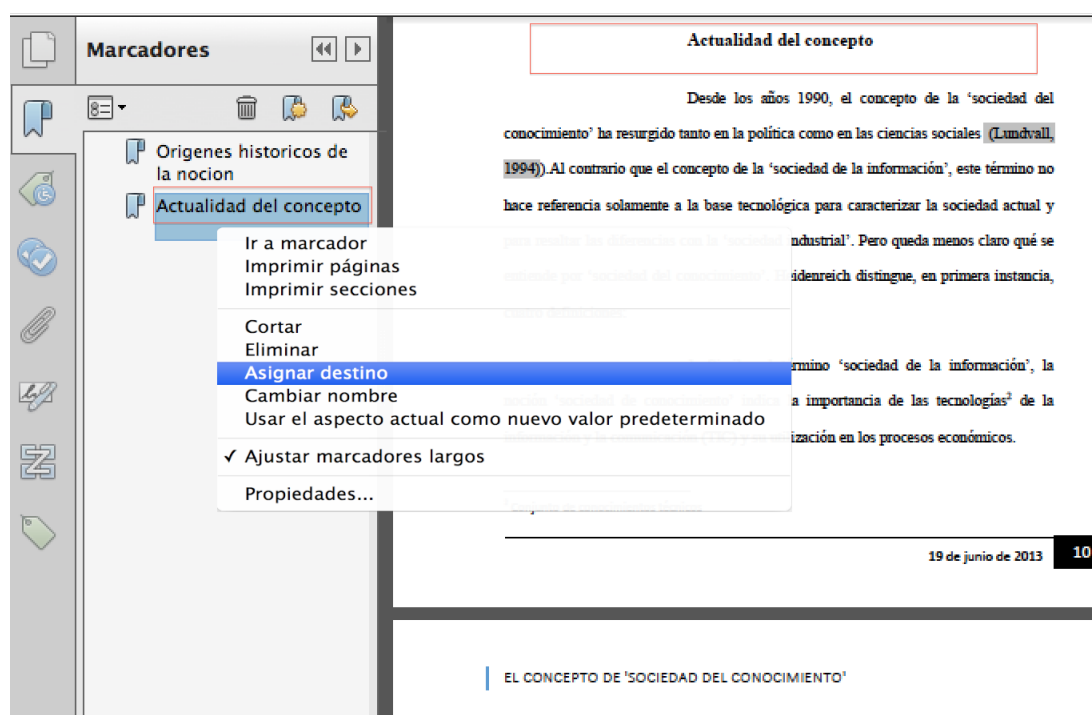 Marcadores
Origenes historicos de
la nocion
Actualidad del concepto
Ir a marcador
Imprimir páginas
Imprimir secciones
Cortar
Eliminar
Asignar destino
Cambiar nombre
Usar el aspecto actual como nuevo valor predeterminado
✓ Ajustar marcadores largos
Propiedades...
Actualidad del concepto
Desde los años 1990, el concepto de la ‘sociedad del
conocimiento’ ha resurgido tanto en la política como en las ciencias sociales (Lundvall,
1994)).Al contrario que el concepto de la ‘sociedad de la información’, este término no
hace referencia solamente a la base tecnológica para caracterizar la sociedad actual y
ndustrial’. Pero queda menos claro qué se
eidenreich distingue, en primera instancia,
rmino ‘sociedad de la información’, la
a importancia de las tecnologías² de la
ización en los procesos económicos.
19 de junio de 2013 10
EL CONCEPTO DE 'SOCIEDAD DEL CONOCIMIENTO'